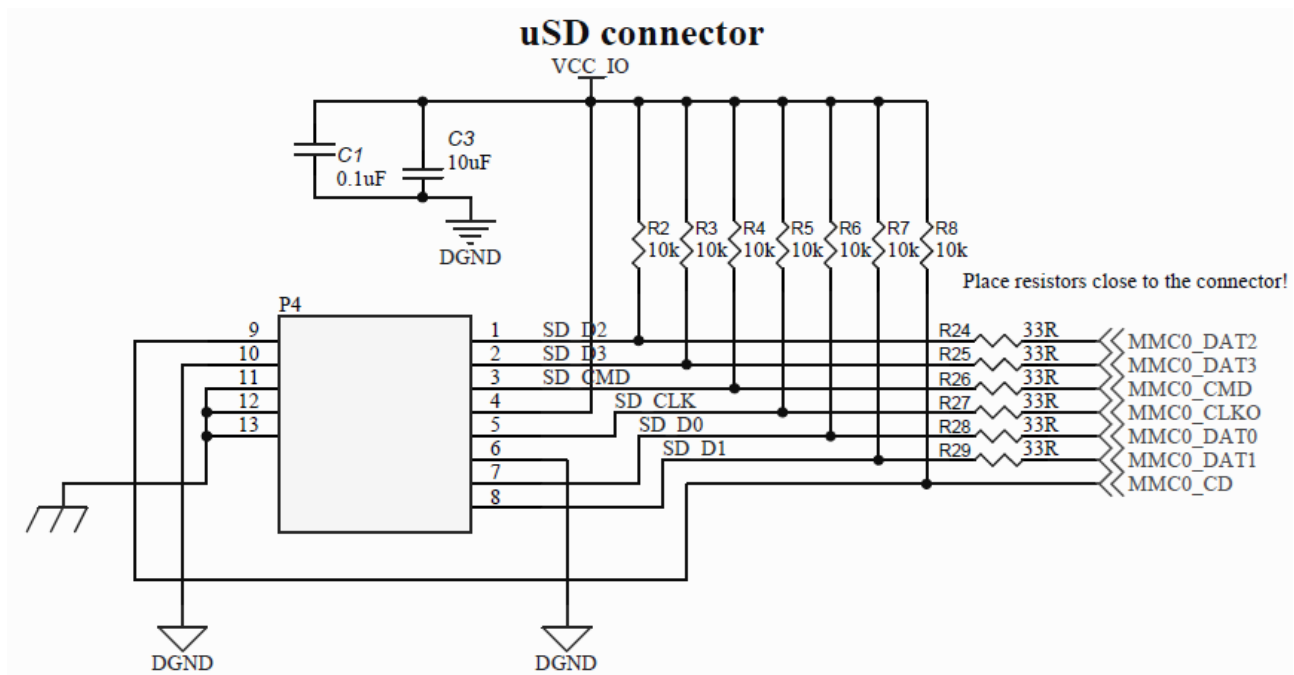 uSD connector
VCC_IO
C1
0.1uF
C3
10uF
DGND
R2
10k
R3
10k
R4
10k
R5
10k
R6
10k
R7
10k
R8
10k
Place resistors close to the connector!
P4
9
10
11
12
13
1
2
3
4
5
6
7
8
SD_D2
SD_D3
SD_CMD
SD_CLK
SD_D0
SD_D1
R24 33R MMC0_DAT2
R25 33R MMC0_DAT3
R26 33R MMC0_CMD
R27 33R MMC0_CLKO
R28 33R MMC0_DAT0
R29 33R MMC0_DAT1
MMC0_CD
DGND
DGND